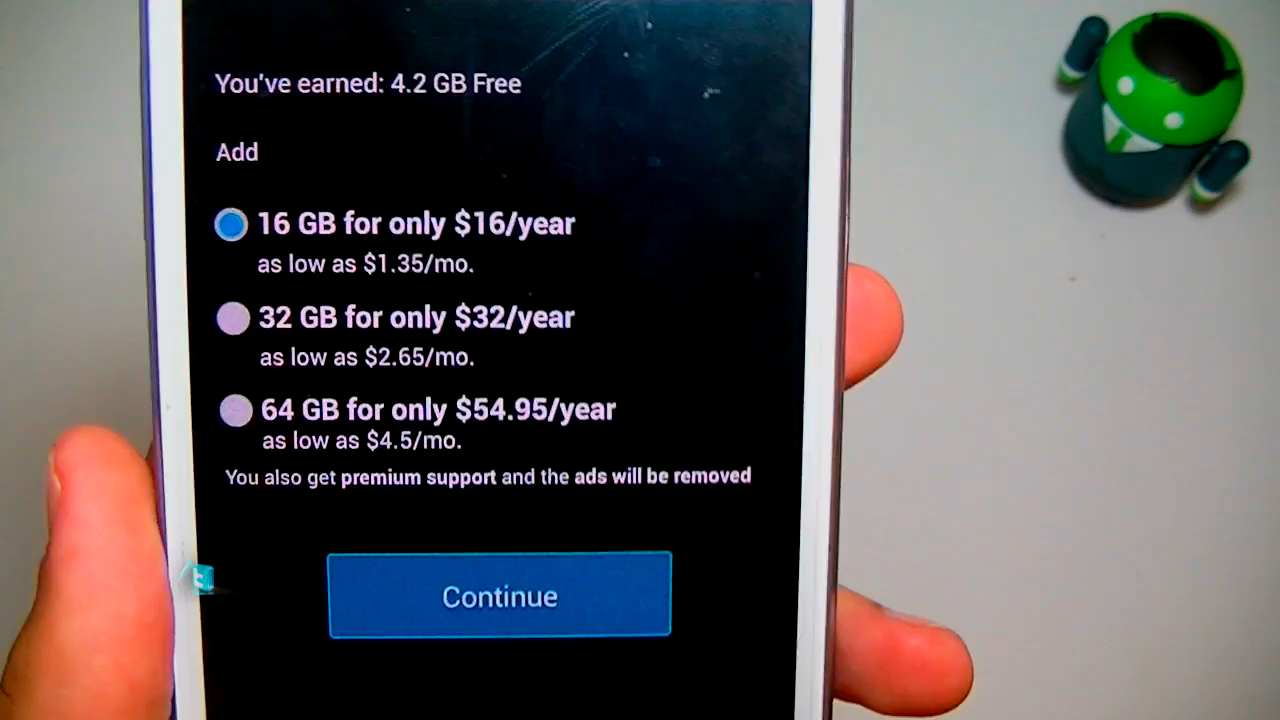 You've earned: 4.2 GB Free
Add
16 GB for only $16/year
as low as $1.35/mo.
32 GB for only $32/year
as low as $2.65/mo.
64 GB for only $54.95/year
as low as $4.5/mo.
You also get premium support and the ads will be removed
Continue